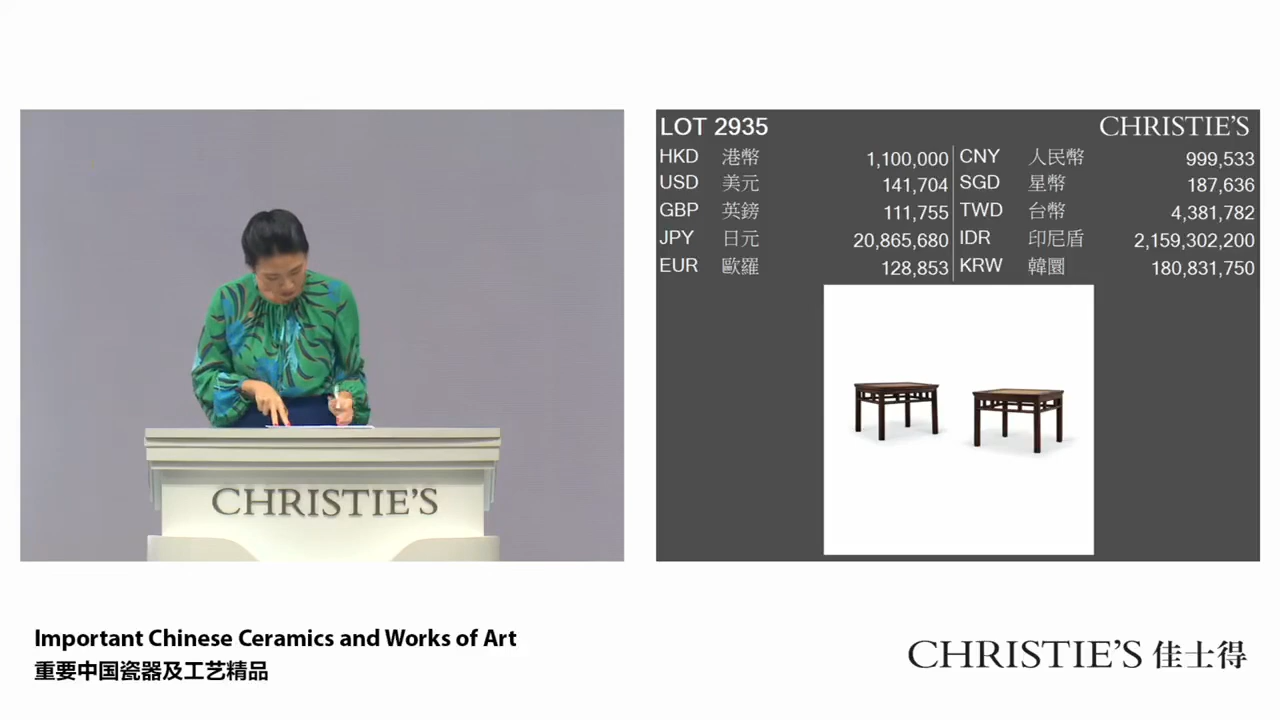 CHRISTIE'S
LOT 2935 CHRISTIE'S
HKD 港幣 1,100,000 CNY 人民幣 999,533
USD 美元 141,704 SGD 星幣 187,636
GBP 英鎊 111,755 TWD 台幣 4,381,782
JPY 日元 20,865,680 IDR 印尼盾 2,159,302,200
EUR 歐羅 128,853 KRW 韓圜 180,831,750
Important Chinese Ceramics and Works of Art
重要中国瓷器及工艺精品
CHRISTIE'S 佳士得